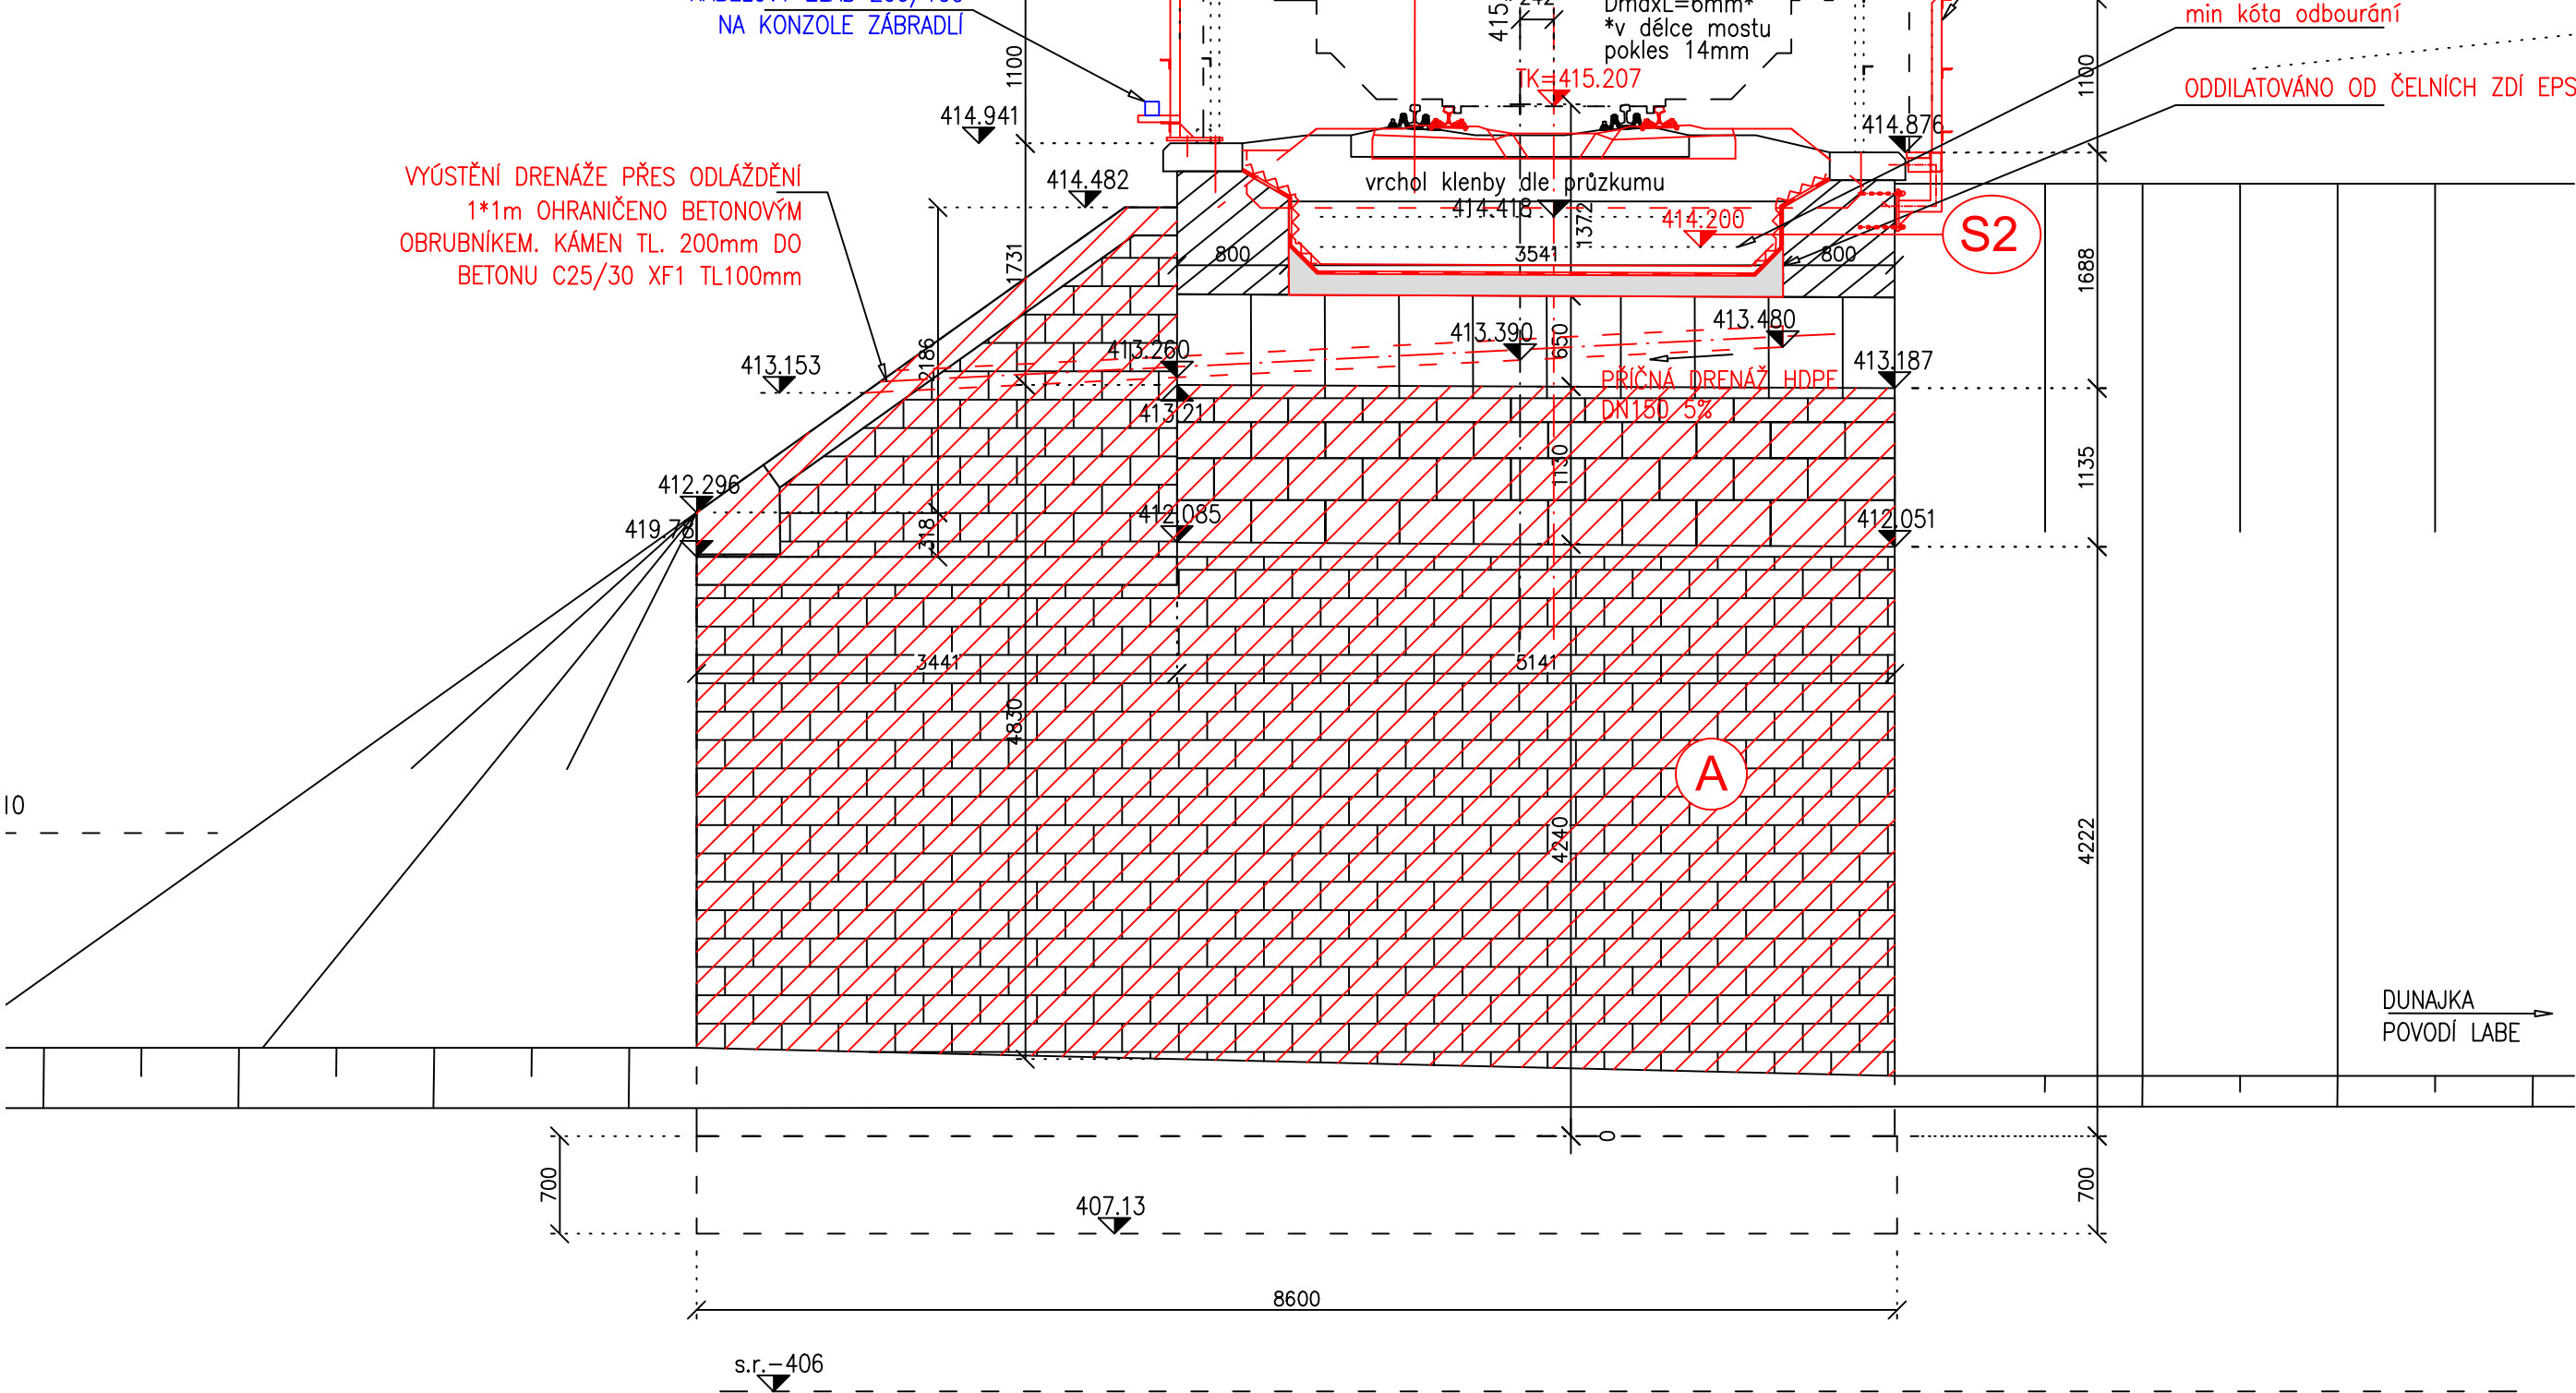 NA KONZOLE ZÁBRADLÍ
1100
414.941
VYÚSTĚNÍ DRENÁŽE PŘES ODLÁŽDĚNÍ
1*1m OHRANIČENO BETONOVÝM
OBRUBNÍKEM. KÁMEN TL. 200mm DO
BETONU C25/30 XF1 TL100mm
414.482
1731
2186
413.153
412.296
419.78
318
242
DmaxL=6mm*
*v délce mostu
pokles 14mm
TK=415.207
vrchol klenby dle průzkumu
414.418
1372
414.200
800
3541
800
S2
414.876
min kóta odbourání
ODDILATOVÁNO OD ČELNÍCH ZDÍ EPS
1100
1688
413.260
413.21
413.390
650
413.480
413.187
PŘÍČNÁ DRENÁŽ HDPE
DN150 5%
1130
1135
412.085
412.051
3441
5141
4830
4240
A
4222
10
DUNAJKA
POVODÍ LABE
0
700
700
407.13
8600
s.r.-406